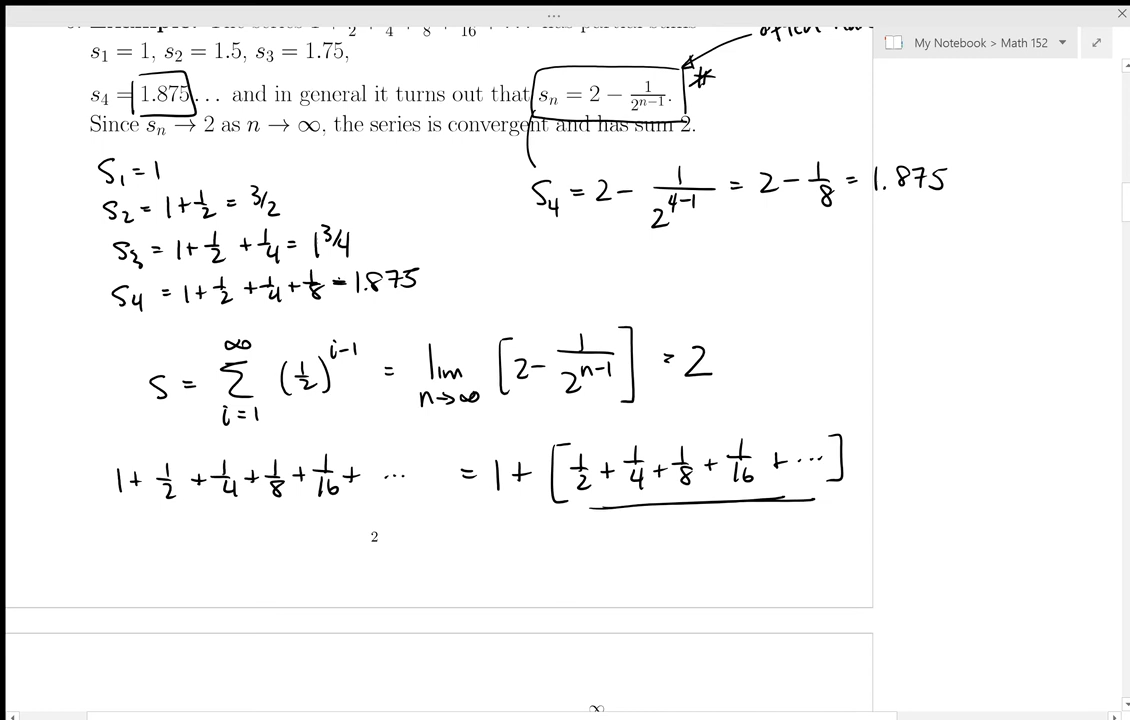 2 4 8 16
s₁ = 1, s₂ = 1.5, s₃ = 1.75,
s₄ = 1.875... and in general it turns out that sₙ = 2 − 1/2ⁿ⁻¹.
Since sₙ → 2 as n → ∞, the series is convergent and has sum 2.
My Notebook > Math 152
S₁ = 1
S₂ = 1 + 1/2 = 3/2
S₃ = 1 + 1/2 + 1/4 = 1 3/4
S₄ = 1 + 1/2 + 1/4 + 1/8 = 1.875
S₄ = 2 − 1/2⁴⁻¹ = 2 − 1/8 = 1.875
S = ∑_{i=1}^{∞} (1/2)^{i−1} = lim_{n→∞} [2 − 1/2ⁿ⁻¹] = 2
1 + 1/2 + 1/4 + 1/8 + 1/16 + ... = 1 + [1/2 + 1/4 + 1/8 + 1/16 + ...]
2
∞